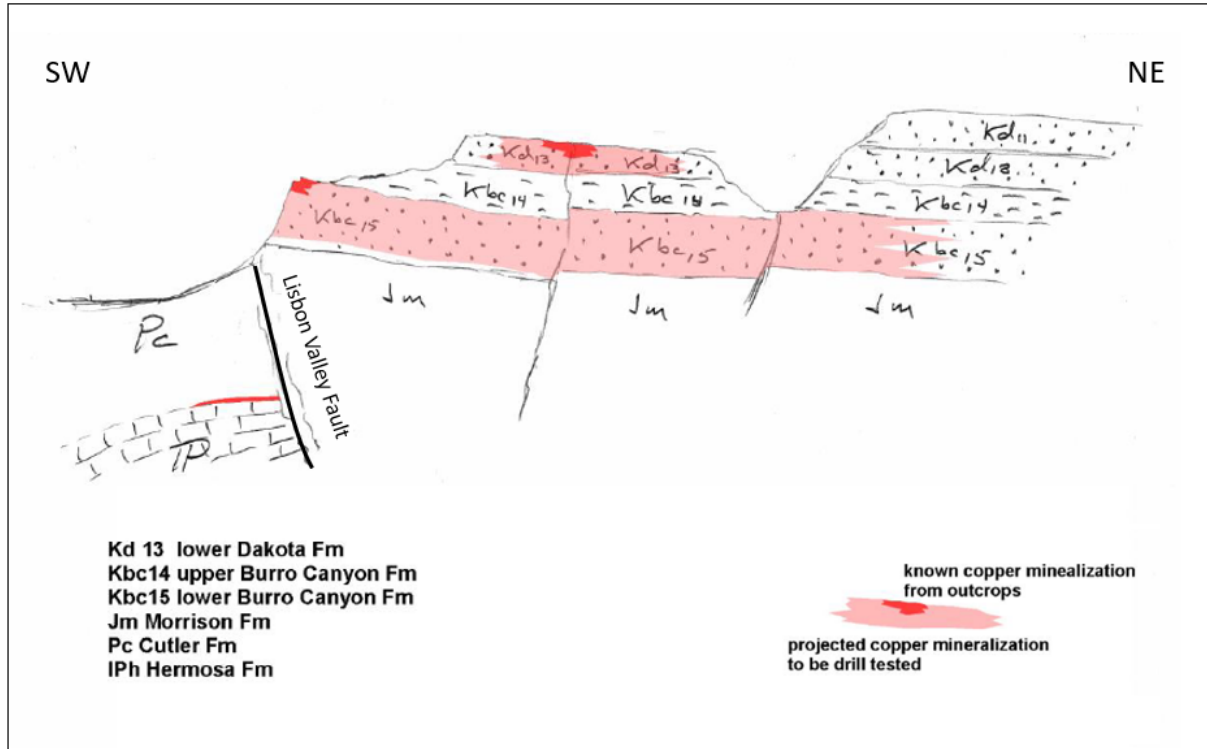 SW
NE
Kd11
Kd13 Kd13
Kd12
Kbc14
Kbc14
Kbc14
Kbc15
Kbc15
Kbc15
Jm
Jm
Jm
Lisbon Valley Fault
Pc
IP
Kd 13 lower Dakota Fm
Kbc14 upper Burro Canyon Fm
Kbc15 lower Burro Canyon Fm
Jm Morrison Fm
Pc Cutler Fm
IPh Hermosa Fm
known copper minealization
from outcrops
projected copper mineralization
to be drill tested